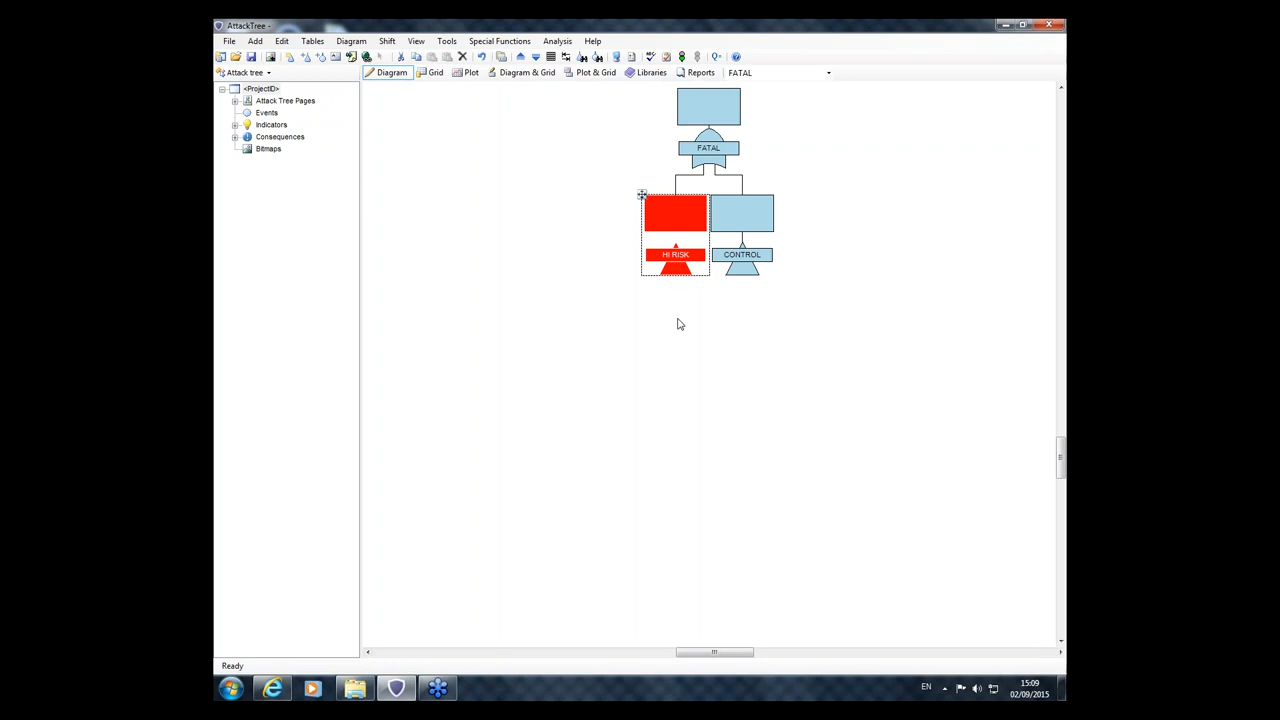 AttackTree -
File Add Edit Tables Diagram Shift View Tools Special Functions Analysis Help
Attack tree Diagram Grid Plot Diagram & Grid Plot & Grid Libraries Reports FATAL
<ProjectID>
Attack Tree Pages
Events
Indicators
Consequences
Bitmaps
FATAL
HI RISK CONTROL
Ready
EN 15:09
02/09/2015